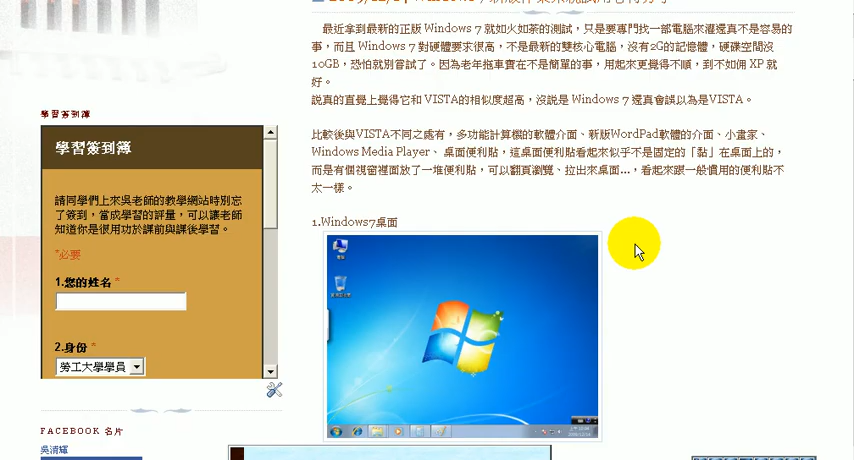 最近拿到最新的正版 Windows 7 就如火如荼的測試，只是要專門找一部電腦來灌還真不是容易的
事，而且 Windows 7 對硬體要求很高，不是最新的雙核心電腦，沒有2G的記憶體，硬碟空間沒
10GB，恐怕就別嘗試了。因為老牛拖車實在不是簡單的事，用起來更覺得不順，到不如佣 XP 就
好。
說真的直覺上覺得它和 VISTA的相似度超高，沒說是 Windows 7 還真會誤以為是VISTA。
比較後與VISTA不同之處有，多功能計算機的軟體介面、新版WordPad軟體的介面、小畫家、
Windows Media Player、 桌面便利貼，這桌面便利貼看起來似乎不是固定的「黏」在桌面上的，
而是有個視窗裡面放了一堆便利貼，可以翻頁瀏覽、拉出來桌面...，看起來跟一般慣用的便利貼不
太一樣。
1.Windows7桌面
學習簽到簿
學習簽到簿
請同學們上來吳老師的教學網站時別忘
了簽到，當成學習的評量，可以讓老師
知道你是很用功於課前與課後學習。
*必要
1.您的姓名 *
2.身份 *
勞工大學學員
FACEBOOK 名片
吳清輝